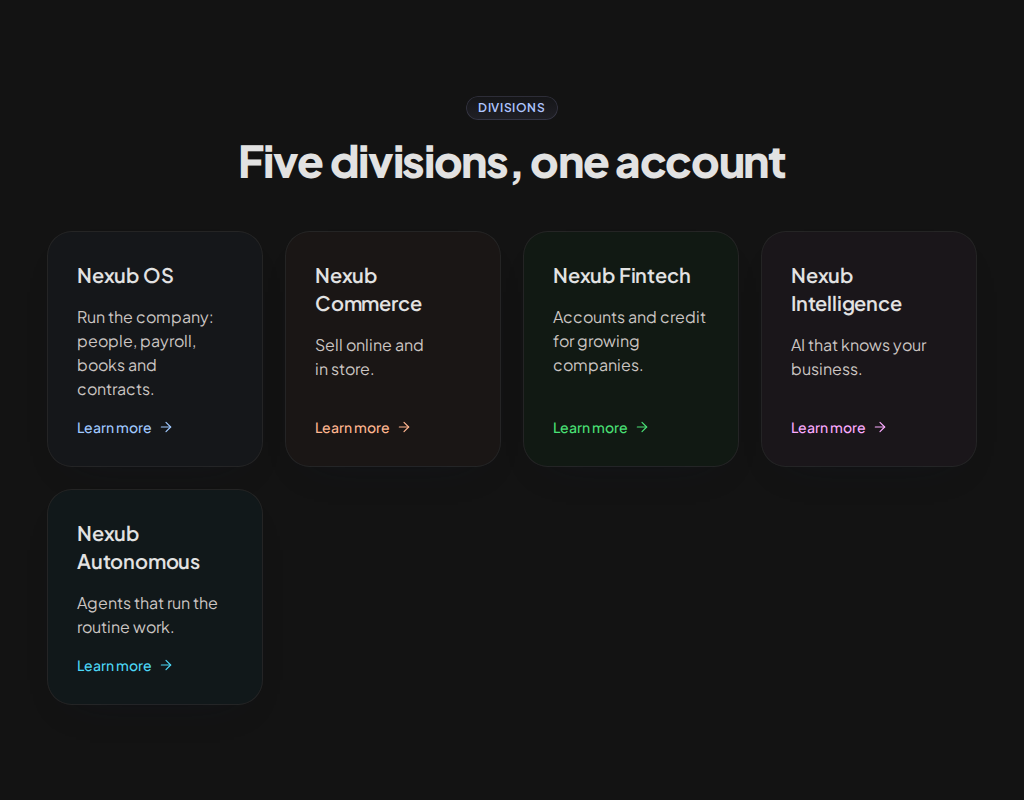 DIVISIONS
Five divisions, one account
Nexub OS
Run the company:
people, payroll,
books and
contracts.
Learn more
Nexub
Commerce
Sell online and
in store.
Learn more
Nexub Fintech
Accounts and credit
for growing
companies.
Learn more
Nexub
Intelligence
AI that knows your
business.
Learn more
Nexub
Autonomous
Agents that run the
routine work.
Learn more